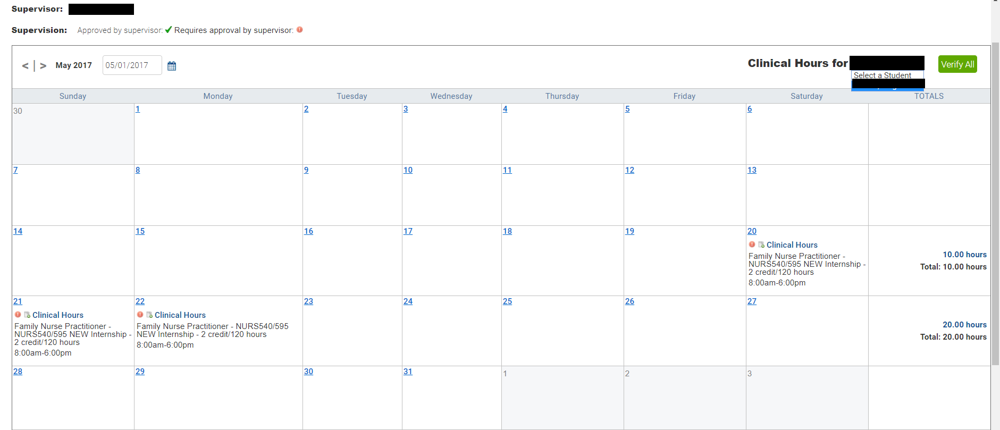 Supervisor:
Supervision: Approved by supervisor: Requires approval by supervisor:
< | > May 2017 05/01/2017 Clinical Hours for Verify All
Select a Student
Sunday Monday Tuesday Wednesday Thursday Friday Saturday TOTALS
30 1 2 3 4 5 6
7 8 9 10 11 12 13
14 15 16 17 18 19 20
Clinical Hours
Family Nurse Practitioner -
NURS540/595 NEW Internship -
2 credit/120 hours
8:00am-6:00pm
10.00 hours
Total: 10.00 hours
21 22 23 24 25 26 27
Clinical Hours
Family Nurse Practitioner -
NURS540/595 NEW Internship -
2 credit/120 hours
8:00am-6:00pm
Clinical Hours
Family Nurse Practitioner - NURS540/595
NEW Internship - 2 credit/120 hours
8:00am-6:00pm
20.00 hours
Total: 20.00 hours
28 29 30 31 1 2 3